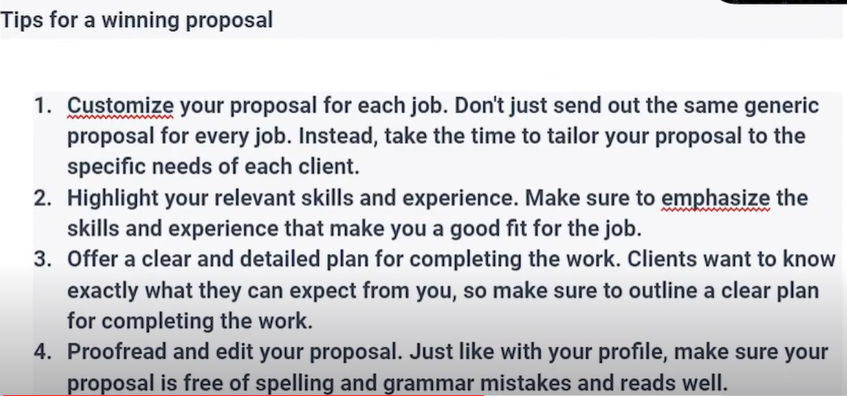 Tips for a winning proposal
1. Customize your proposal for each job. Don't just send out the same generic
proposal for every job. Instead, take the time to tailor your proposal to the
specific needs of each client.
2. Highlight your relevant skills and experience. Make sure to emphasize the
skills and experience that make you a good fit for the job.
3. Offer a clear and detailed plan for completing the work. Clients want to know
exactly what they can expect from you, so make sure to outline a clear plan
for completing the work.
4. Proofread and edit your proposal. Just like with your profile, make sure your
proposal is free of spelling and grammar mistakes and reads well.